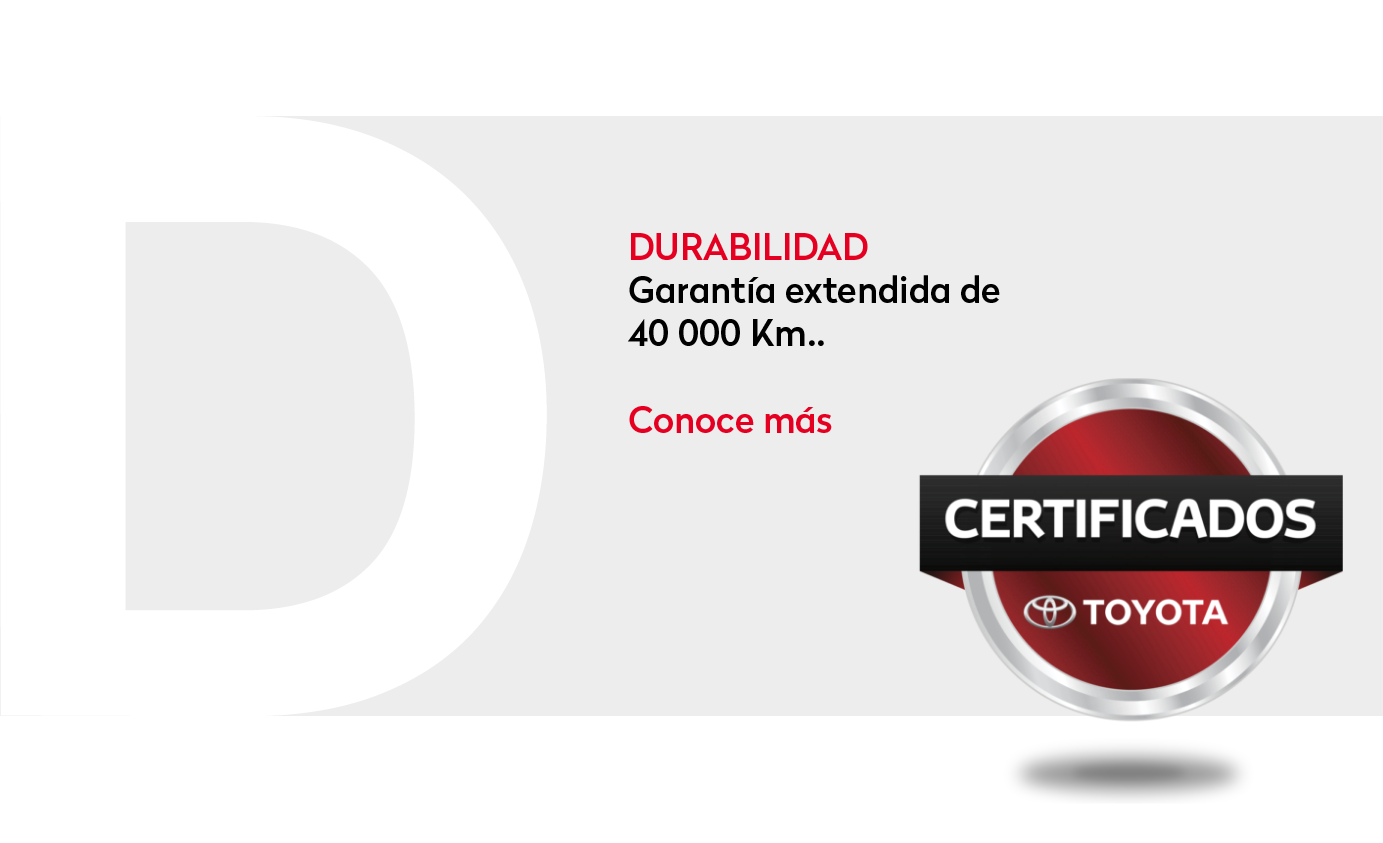 D
DURABILIDAD
Garantía extendida de
40 000 Km..
Conoce más
CERTIFICADOS
TOYOTA